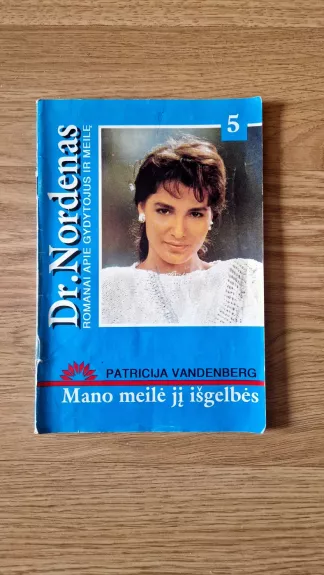 5
Dr.Nordenas
ROMANAI APIE GYDYTOJUS IR MEILĘ
PATRICIJA VANDENBERG
Mano meilė jį išgelbės